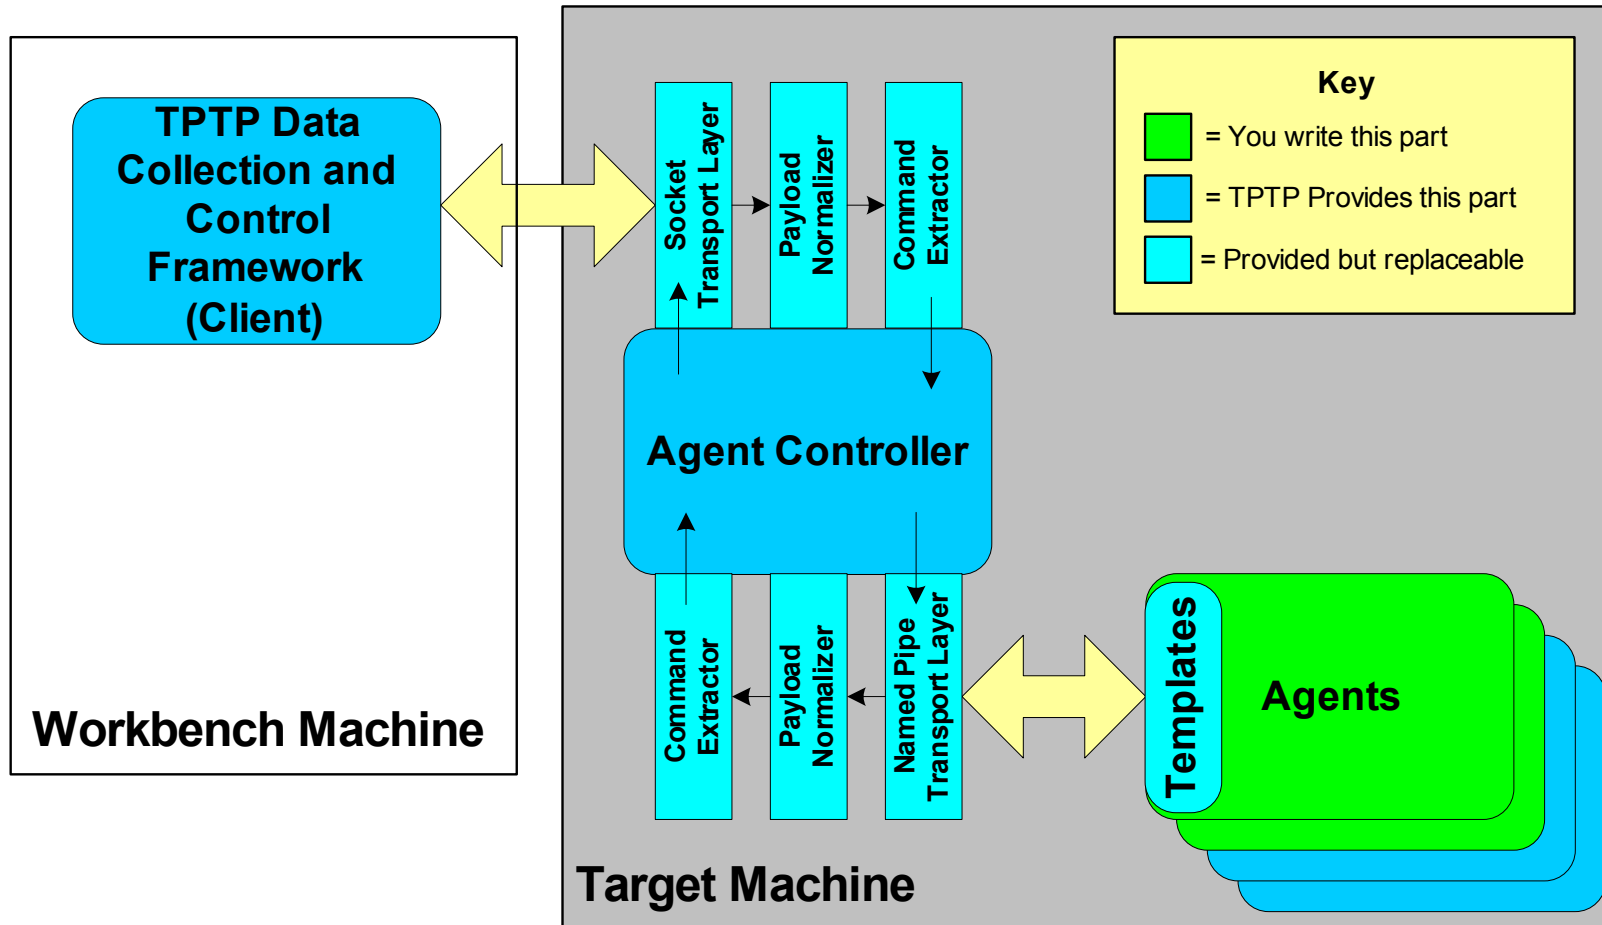 TPTP Data
Collection and
Control
Framework
(Client)
Workbench Machine
Socket
Transport Layer
Payload
Normalizer
Command
Extractor
Key
= You write this part
= TPTP Provides this part
= Provided but replaceable
Agent Controller
Command
Extractor
Payload
Normalizer
Named Pipe
Transport Layer
Templates
Agents
Target Machine